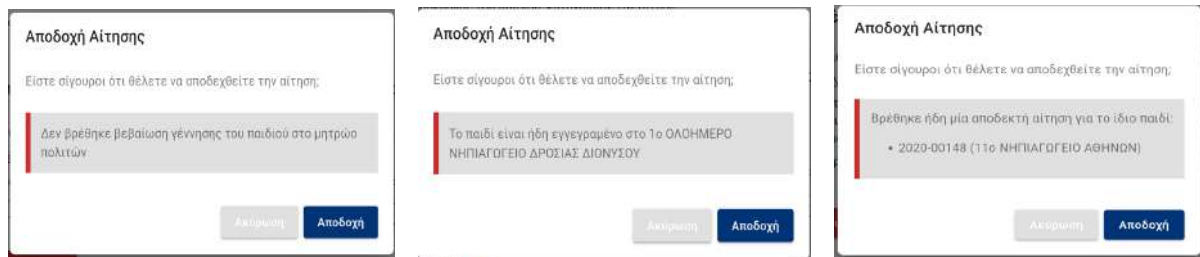 Αποδοχή Αίτησης
Είστε σίγουροι ότι θέλετε να αποδεχθείτε την αίτηση;
Δεν βρέθηκε βεβαίωση γέννησης του παιδιού στο μητρώο
πολιτών
Ακύρωση Αποδοχή
Αποδοχή Αίτησης
Είστε σίγουροι ότι θέλετε να αποδεχθείτε την αίτηση;
Το παιδί είναι ήδη εγγεγραμένο στο 1ο ΟΛΟΗΜΕΡΟ
ΝΗΠΙΑΓΩΓΕΙΟ ΔΡΟΣΙΑΣ ΔΙΟΝΥΣΟΥ
Ακύρωση Αποδοχή
Αποδοχή Αίτησης
Είστε σίγουροι ότι θέλετε να αποδεχθείτε την αίτηση;
Βρέθηκε ήδη μία αποδεκτή αίτηση για το ίδιο παιδί:
• 2020-00148 (11ο ΝΗΠΙΑΓΩΓΕΙΟ ΑΘΗΝΩΝ)
Ακύρωση Αποδοχή